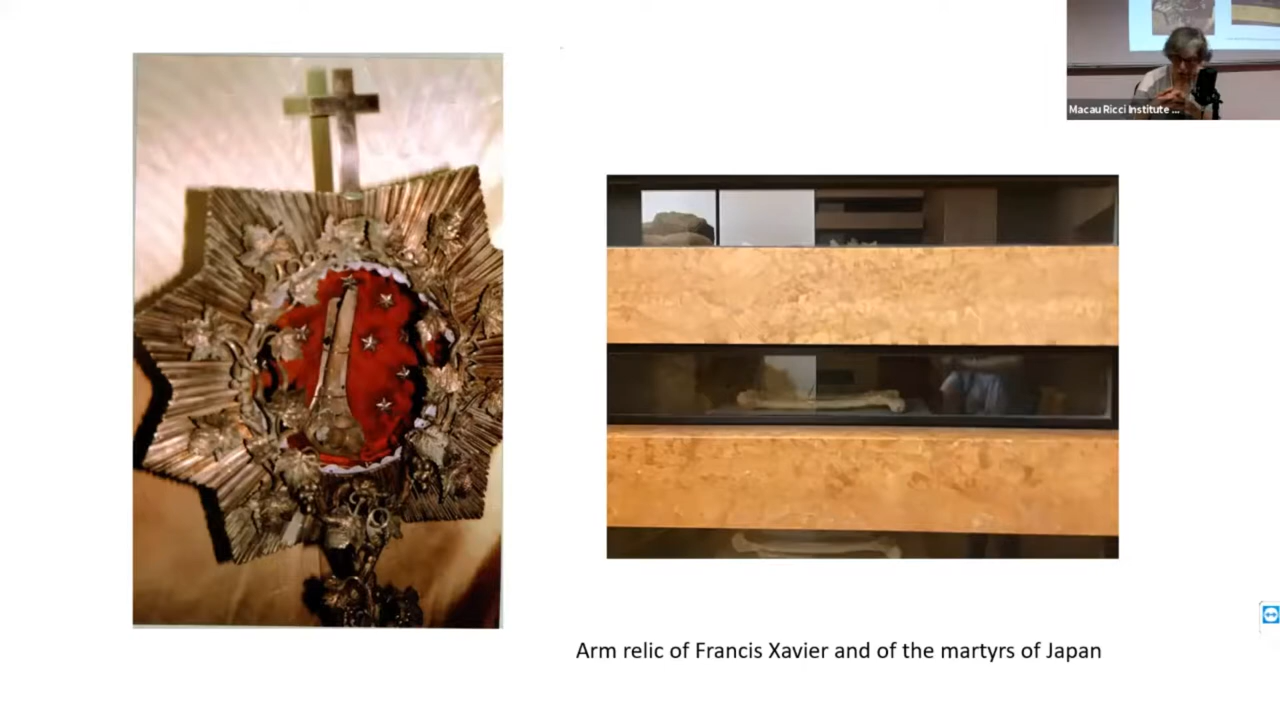 Macau Ricci Institute ...
Arm relic of Francis Xavier and of the martyrs of Japan